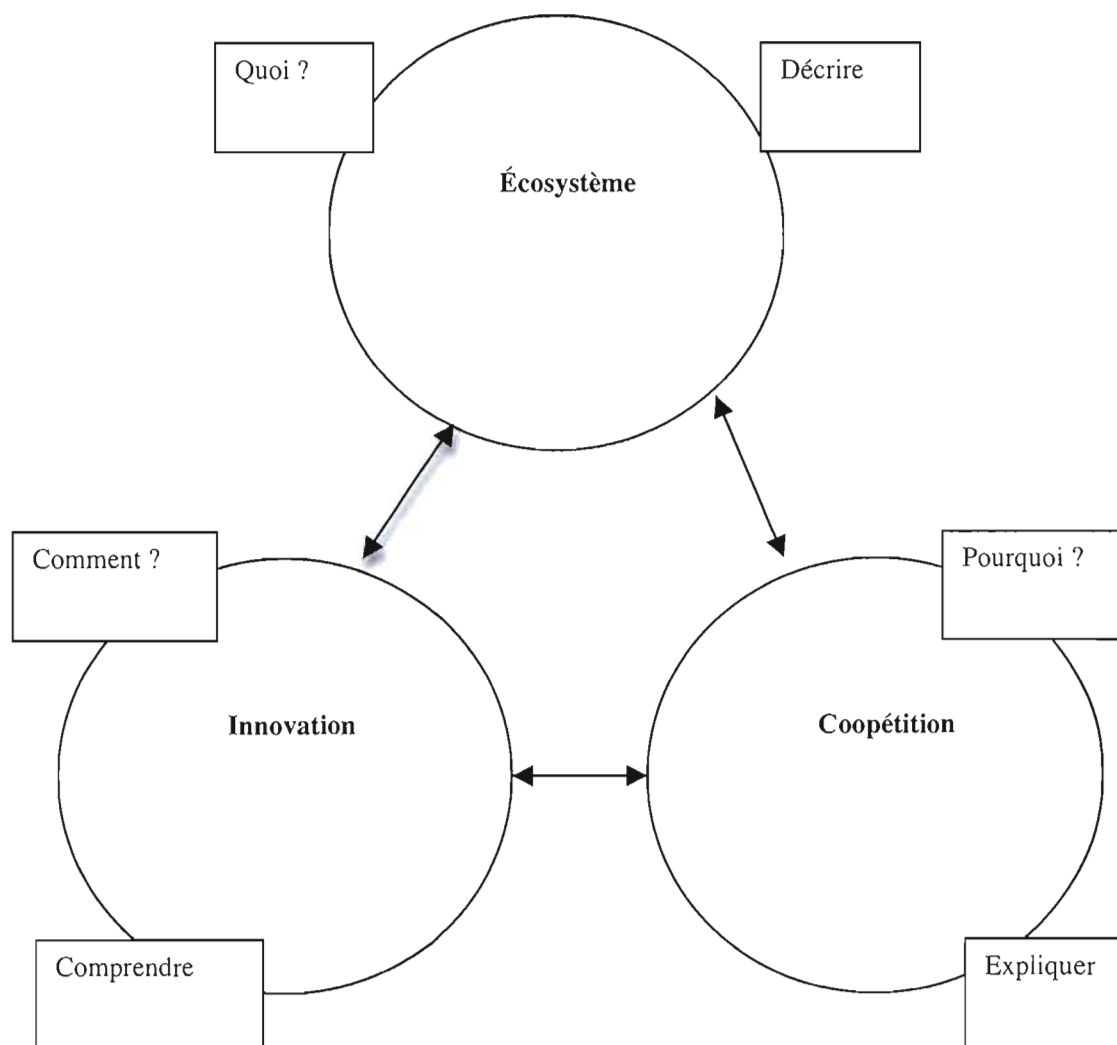 Quoi ?
Décrire
Écosystème
Comment ?
Pourquoi ?
Innovation
Coopétition
Comprendre
Expliquer